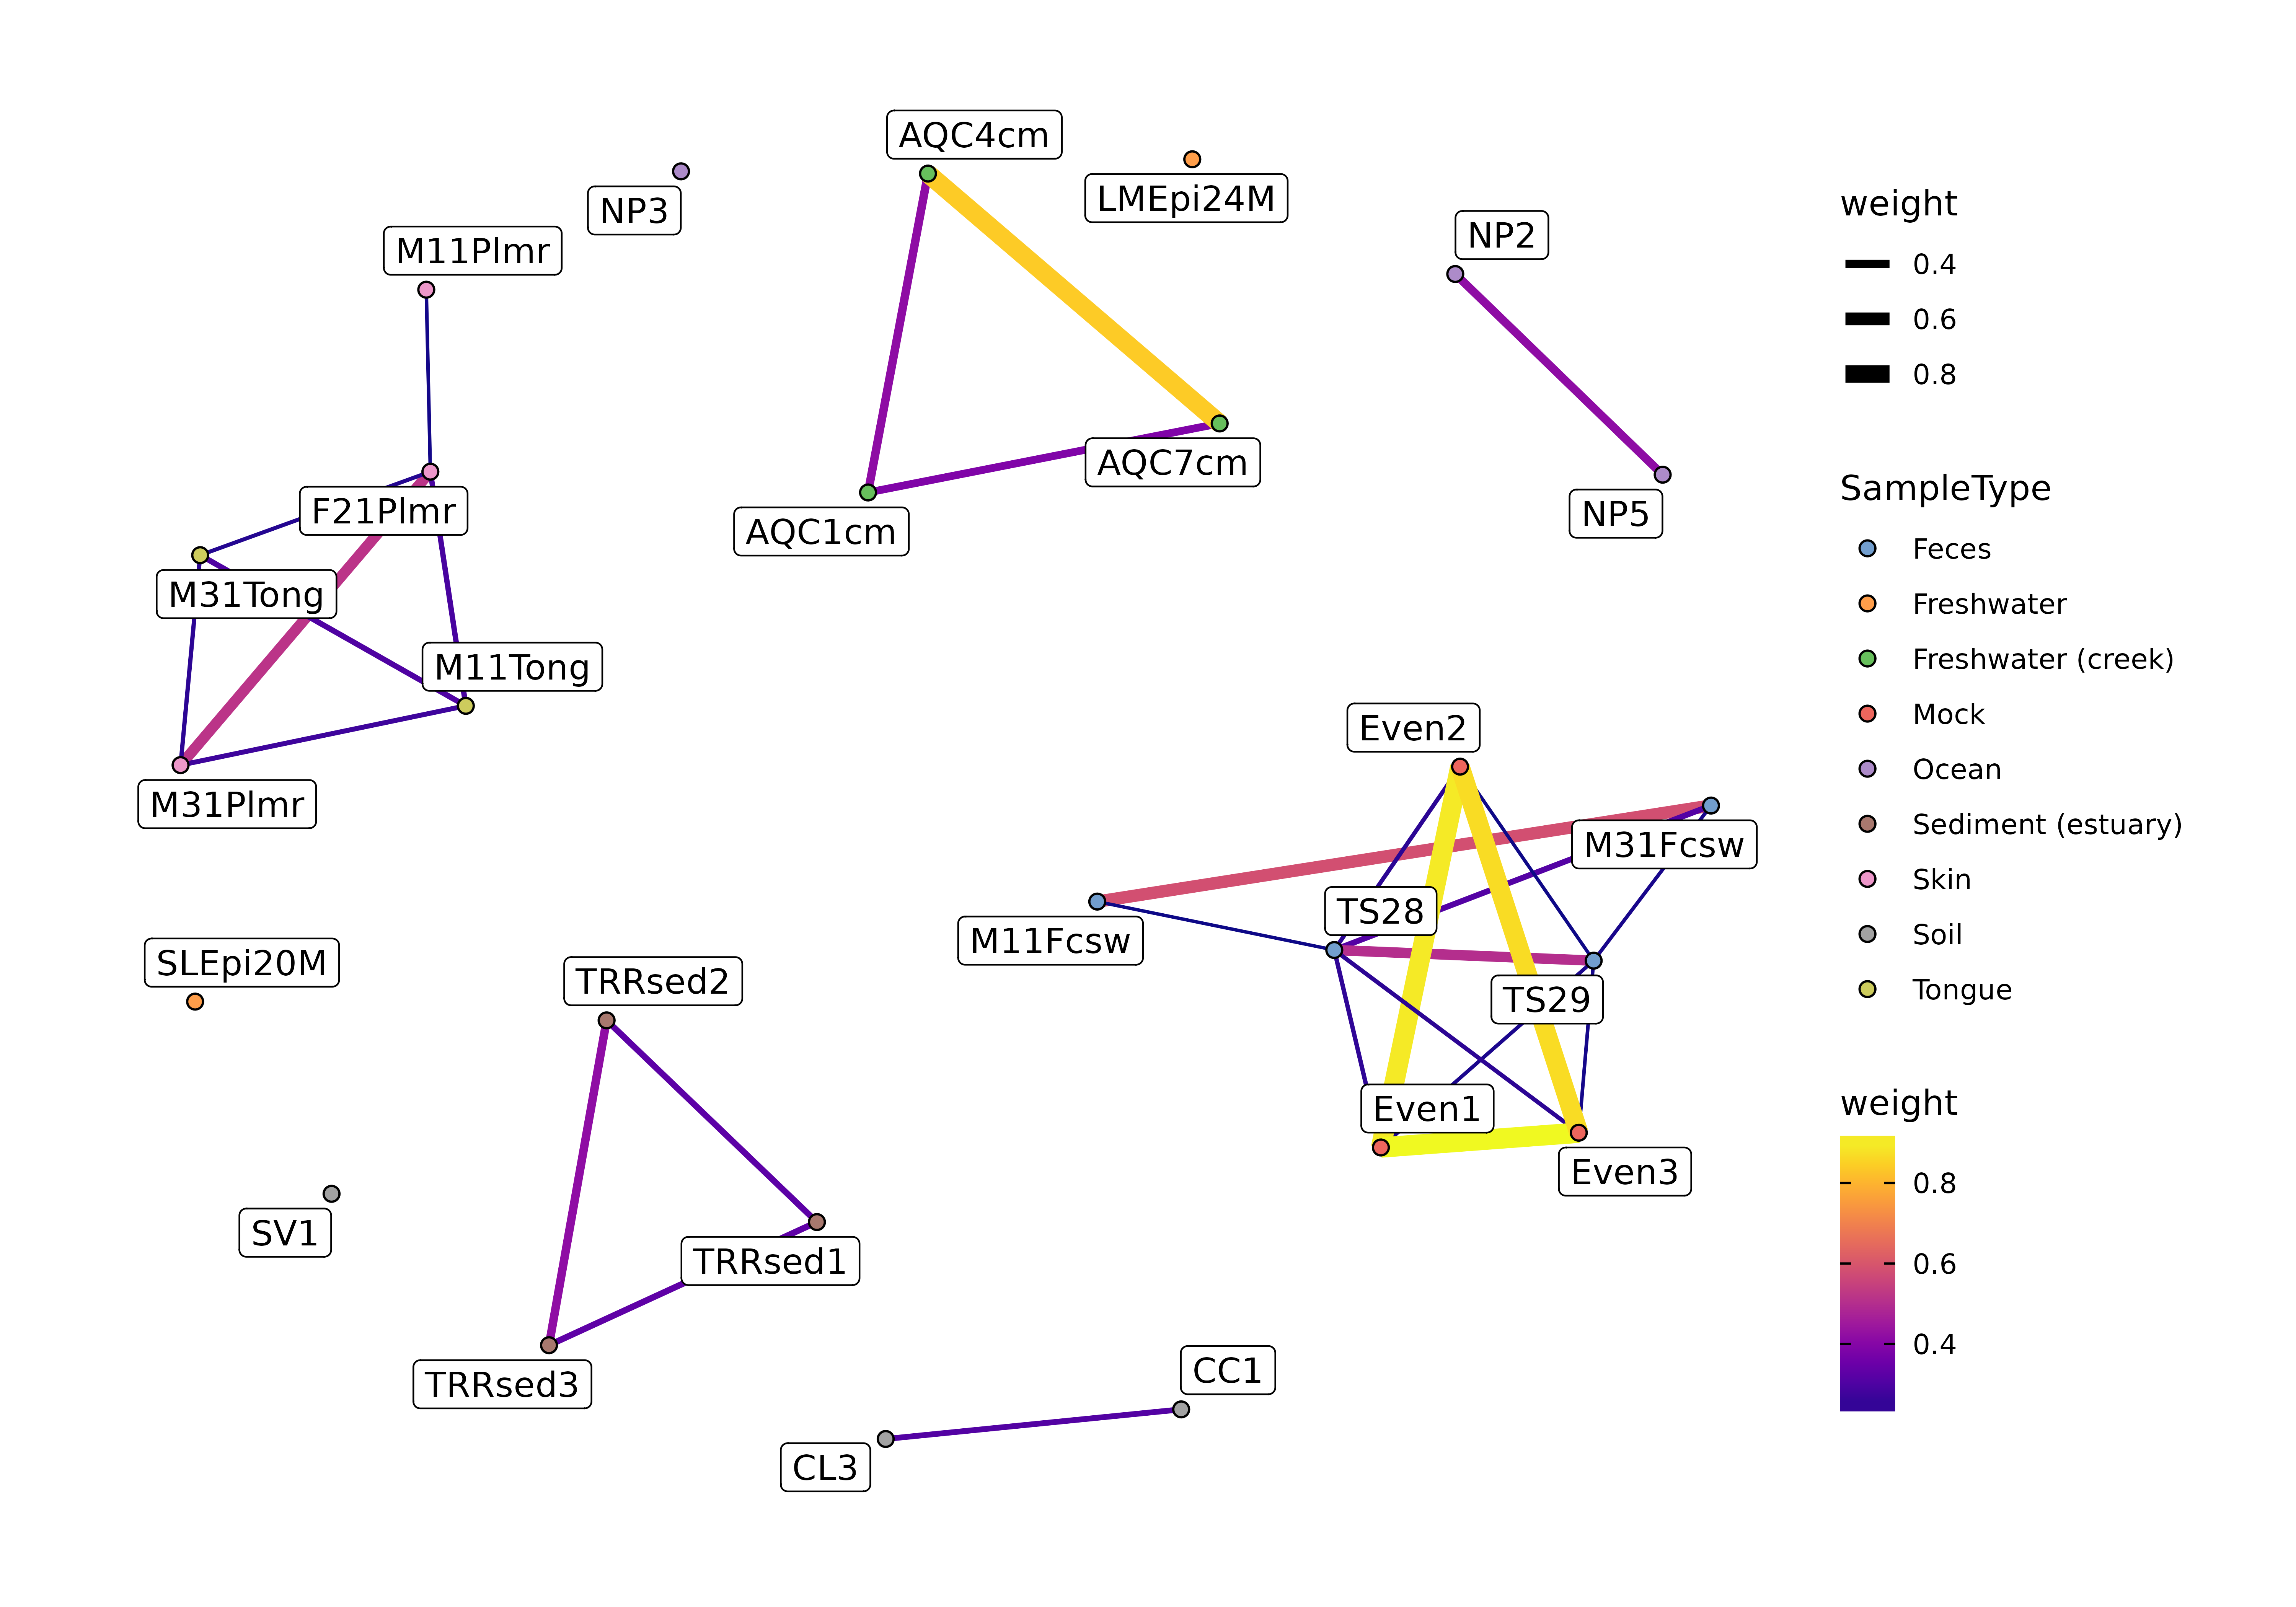 AQC4cm
LMEpi24M
NP3
NP2
M11Plmr
AQC7cm
F21Plmr
AQC1cm
NP5
M31Tong
M11Tong
M31Plmr
Even2
M31Fcsw
TS28
M11Fcsw
SLEpi20M
TRRsed2
TS29
Even1
Even3
SV1
TRRsed1
TRRsed3
CC1
CL3
weight
0.4
0.6
0.8
SampleType
Feces
Freshwater
Freshwater (creek)
Mock
Ocean
Sediment (estuary)
Skin
Soil
Tongue
weight
0.8
0.6
0.4